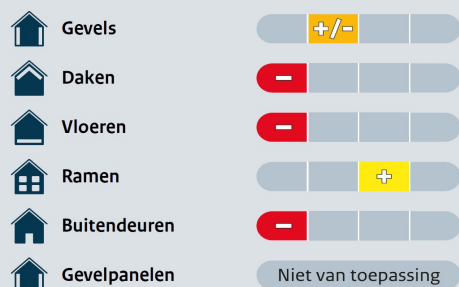 Gevels +/-
Daken -
Vloeren -
Ramen +
Buitendeuren -
Gevelpanelen Niet van toepassing